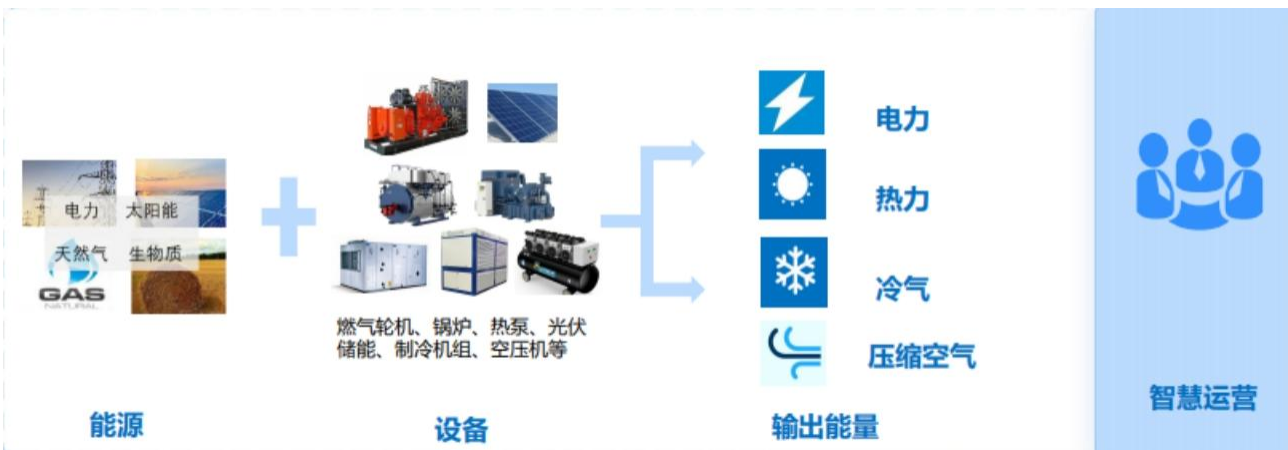 电力 太阳能
天然气 生物质
GAS
NATURAL
燃气轮机、锅炉、热泵、光伏
储能、制冷机组、空压机等
电力
热力
冷气
压缩空气
能源
设备
输出能量
智慧运营